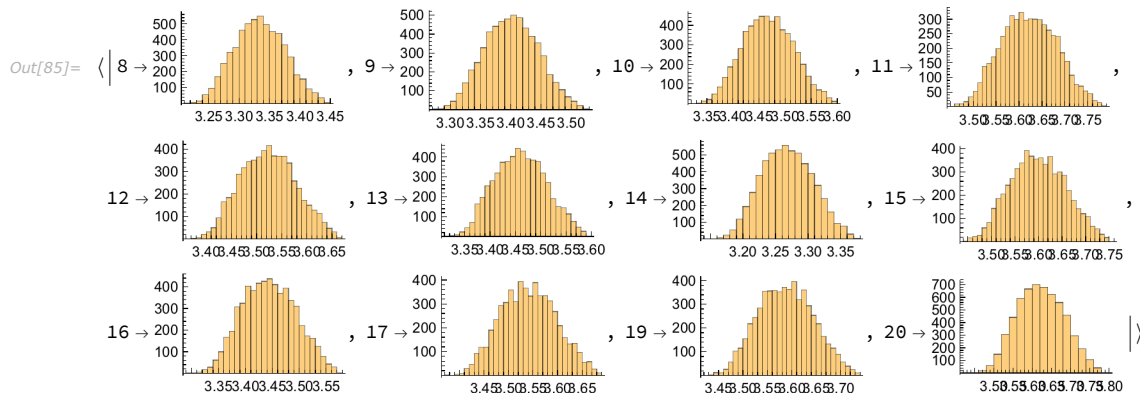 500 500 400 300
400 400 250
Out[85]= ⟨| 8 → 300 , 9 → 300 , 10 → 300 , 11 → 200 ,
200 200 200 150
100 100 100 100
50
3.25 3.30 3.35 3.40 3.45 3.30 3.35 3.40 3.45 3.50 3.35 3.40 3.45 3.50 3.55 3.60 3.50 3.55 3.60 3.65 3.70 3.75
400 400 500 400
300 300 400 300
12 → 200 , 13 → 200 , 14 → 300 , 15 → 200 ,
100 100 200 100
100
3.40 3.45 3.50 3.55 3.60 3.65 3.35 3.40 3.45 3.50 3.55 3.60 3.20 3.25 3.30 3.35 3.50 3.55 3.60 3.65 3.70 3.75
400 400 400 700
300 300 300 600
500
16 → 200 , 17 → 200 , 19 → 200 , 20 → 400 |⟩
300
100 100 100 200
100
3.35 3.40 3.45 3.50 3.55 3.45 3.50 3.55 3.60 3.65 3.45 3.50 3.55 3.60 3.65 3.70 3.50 3.55 3.60 3.65 3.70 3.75 3.80